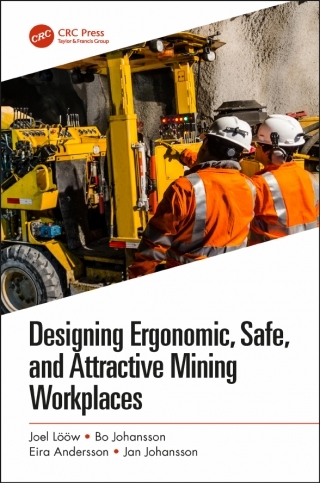 CRC
CRC Press
Taylor & Francis Group
Designing Ergonomic, Safe,
and Attractive Mining
Workplaces
Joel Lööw • Bo Johansson
Eira Andersson • Jan Johansson